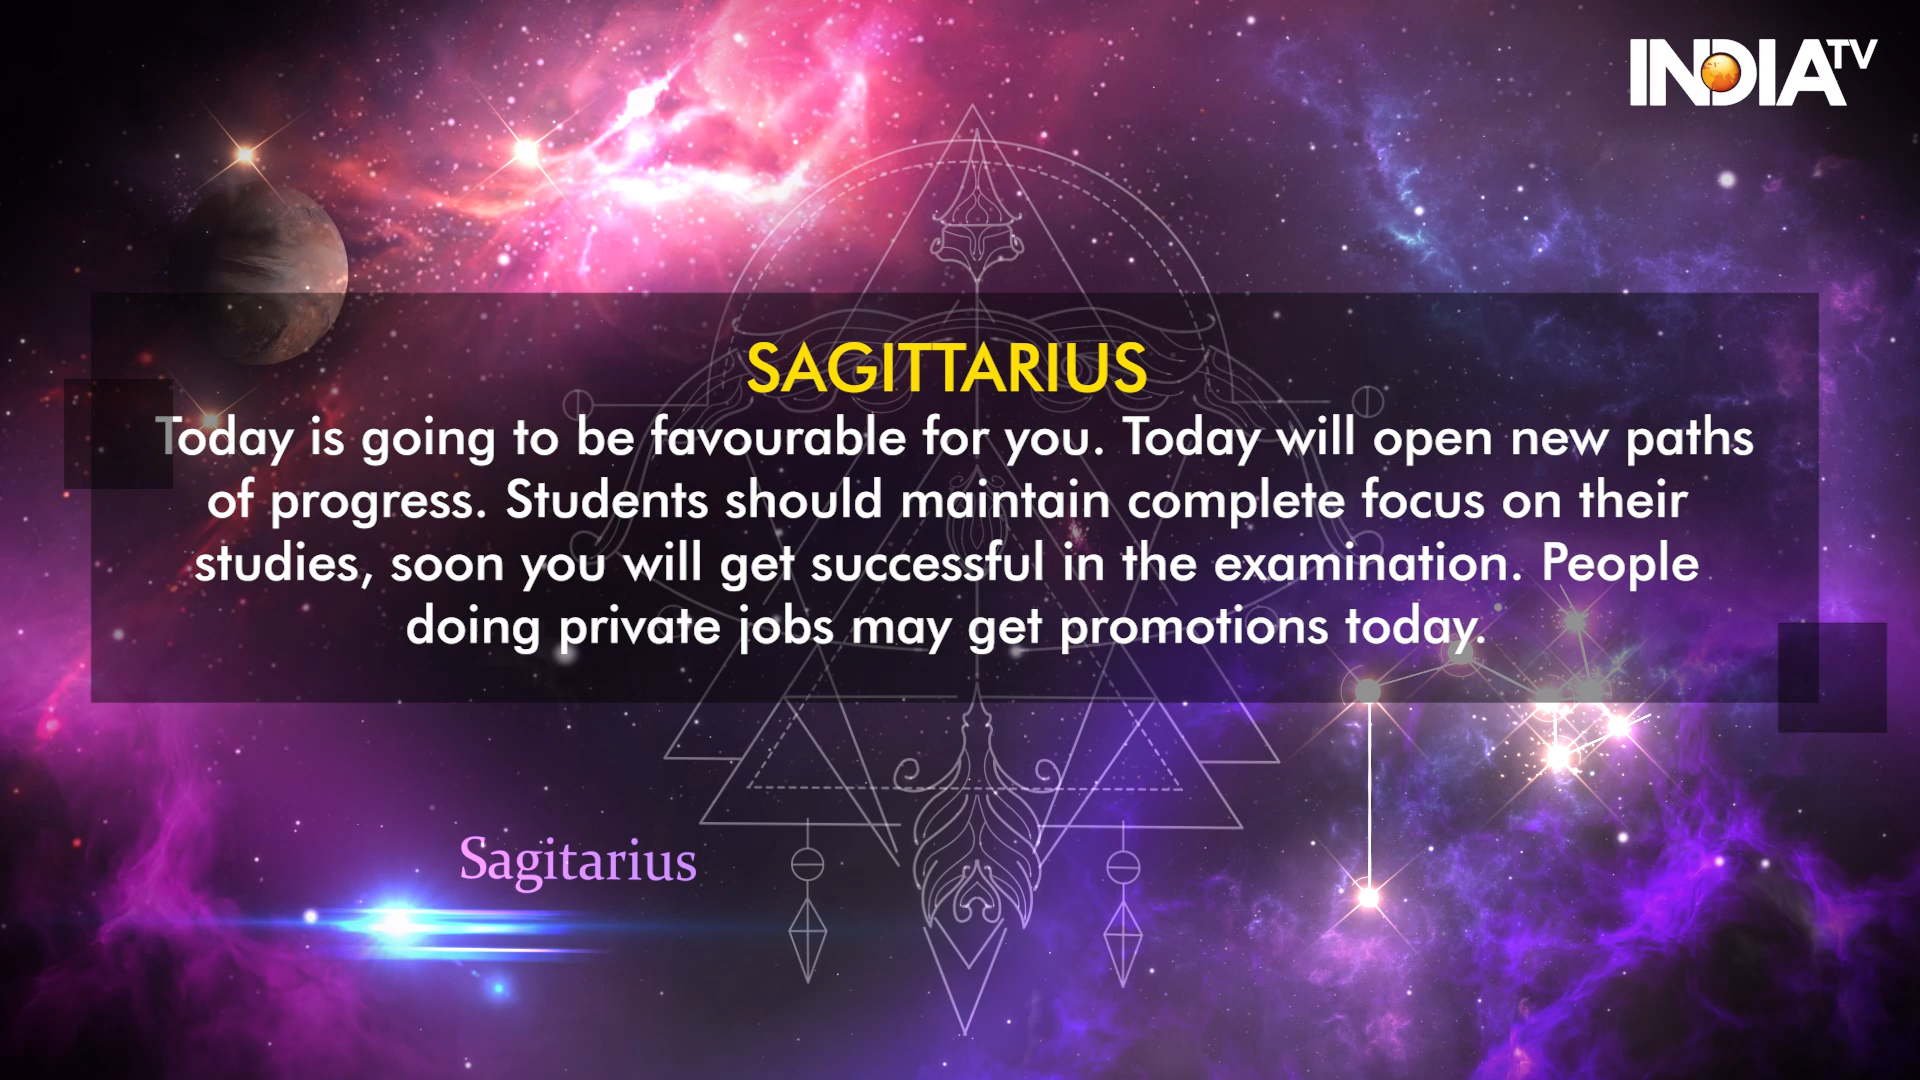 INDIA TV
SAGITTARIUS
Today is going to be favourable for you. Today will open new paths
of progress. Students should maintain complete focus on their
studies, soon you will get successful in the examination. People
doing private jobs may get promotions today.
Sagitarius